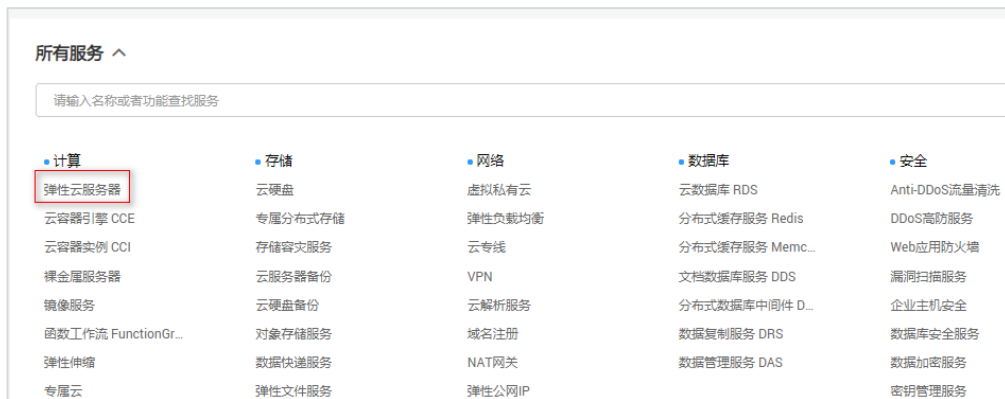 所有服务
请输入名称或者功能查找服务
计算
弹性云服务器
云容器引擎 CCE
云容器实例 CCI
裸金属服务器
镜像服务
函数工作流 FunctionGr...
弹性伸缩
专属云
存储
云硬盘
专属分布式存储
存储容灾服务
云服务器备份
云硬盘备份
对象存储服务
数据快递服务
弹性文件服务
网络
虚拟私有云
弹性负载均衡
云专线
VPN
云解析服务
域名注册
NAT网关
弹性公网IP
数据库
云数据库 RDS
分布式缓存服务 Redis
分布式缓存服务 Memc...
文档数据库服务 DDS
分布式数据库中间件 D...
数据复制服务 DRS
数据管理服务 DAS
安全
Anti-DDoS流量清洗
DDoS高防服务
Web应用防火墙
漏洞扫描服务
企业主机安全
数据库安全服务
数据加密服务
密钥管理服务